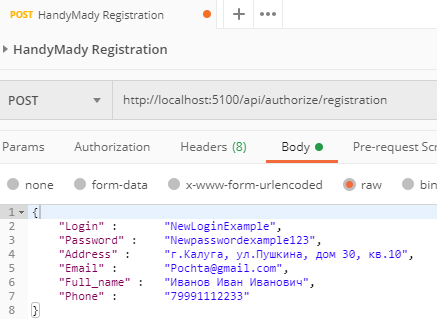 POST HandyMady Registration + •••
HandyMady Registration
POST http://localhost:5100/api/authorize/registration
Params Authorization Headers (8) Body Pre-request Scr
none form-data x-www-form-urlencoded raw bin
1 {
2 "Login" : "NewLoginExample",
3 "Password" : "Newpasswordexample123",
4 "Address" : "г.Калуга, ул.Пушкина, дом 30, кв.10",
5 "Email" : "Pochta@gmail.com",
6 "Full_name" : "Иванов Иван Иванович",
7 "Phone" : "79991112233"
8 }